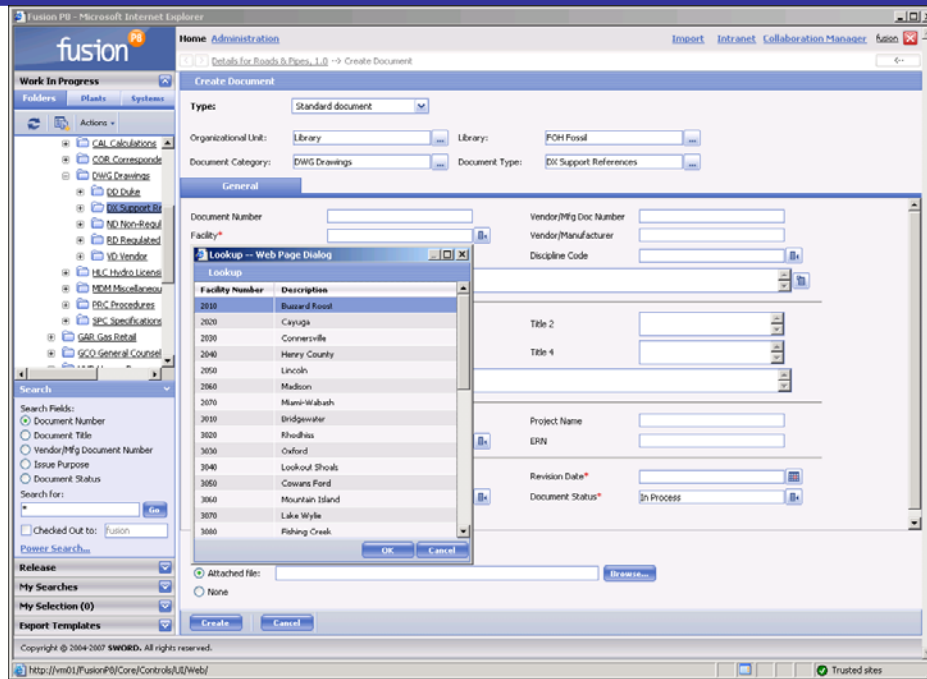 Fusion P8 - Microsoft Internet Explorer
fusion P8
Home Administration
Import Intranet Collaboration Manager fusion
Details for Roads & Pipes, 1.0 --> Create Document
Work In Progress
Folders Plants Systems
Actions
CAL Calculations
COR Corresponde
DWG Drawings
DD Duke
DX Support Re
ND Non-Regul
RD Regulated
VD Vendor
HLC Hydro Licensi
MDM Miscellaneou
PRC Procedures
SPC Specifications
GAR Gas Retail
GCO General Counsel
Search
Search Fields:
Document Number
Document Title
Vendor/Mfg Document Number
Issue Purpose
Document Status
Search for:
*
Go
Checked Out to: fusion
Power Search...
Release
My Searches
My Selection (0)
Export Templates
Create Document
Type: Standard document
Organizational Unit: Library ... Library: FOH Fossil ...
Document Category: DWG Drawings ... Document Type: DX Support References
General
Document Number Vendor/Mfg Doc Number
Facility* Vendor/Manufacturer
Discipline Code
Title 2
Title 4
Project Name
ERN
Revision Date*
Document Status* In Process
Lookup -- Web Page Dialog
Lookup
Facility Number Description
2010 Buzzard Roost
2020 Cayuga
2030 Connersville
2040 Henry County
2050 Lincoln
2060 Madison
2070 Miami-Wabash
3010 Bridgewater
3020 Rhodhiss
3030 Oxford
3040 Lookout Shoals
3050 Cowans Ford
3060 Mountain Island
3070 Lake Wylie
3080 Fishing Creek
OK Cancel
Attached file: Browse...
None
Create Cancel
Copyright © 2004-2007 SWORD. All rights reserved.
http://vm01/FusionP8/Core/Controls/UI/Web/
Trusted sites